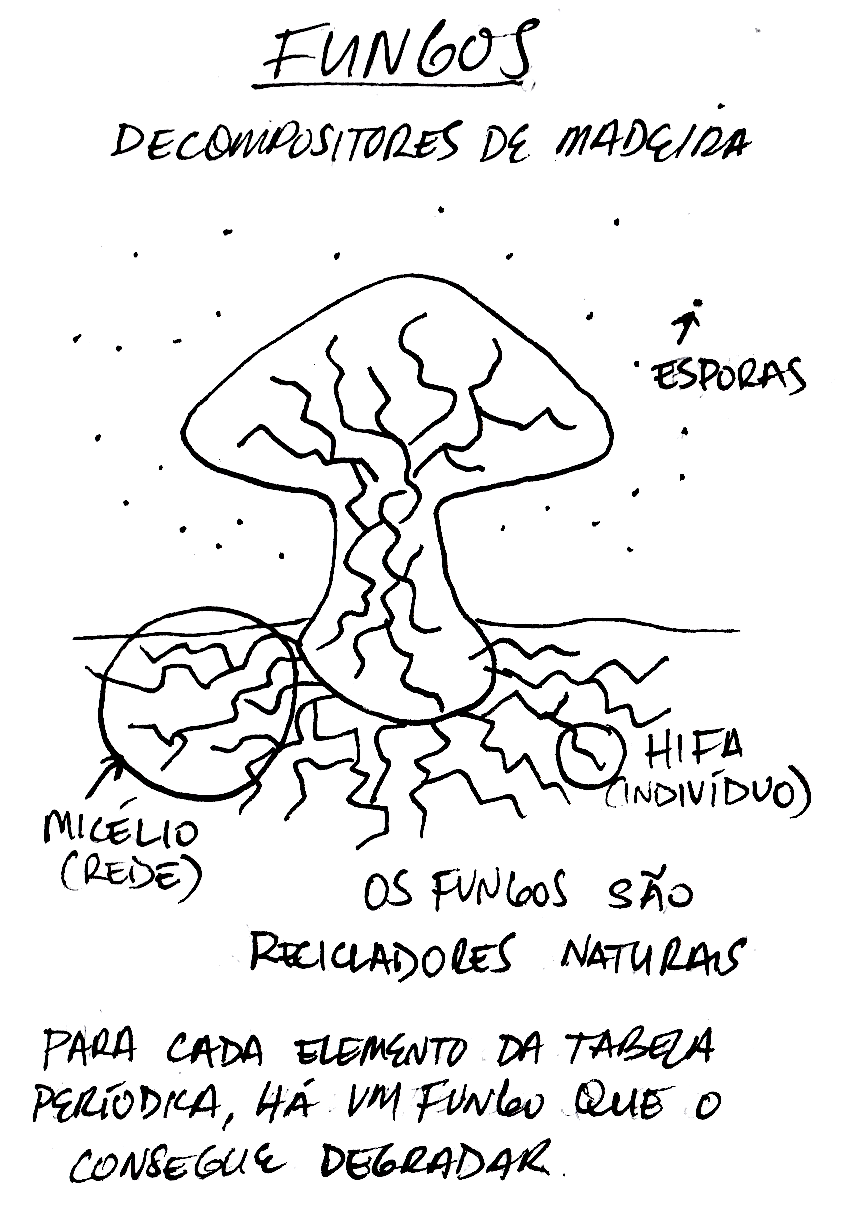 FUNGOS
DECOMPOSITORES DE MADEIRA
ESPORAS
HIFA
(INDIVÍDUO)
MICÉLIO
(REDE)
OS FUNGOS SÃO
RECICLADORES NATURAIS
PARA CADA ELEMENTO DA TABELA
PERÍODICA, HÁ UM FUNGO QUE O
CONSEGUE DEGRADAR.